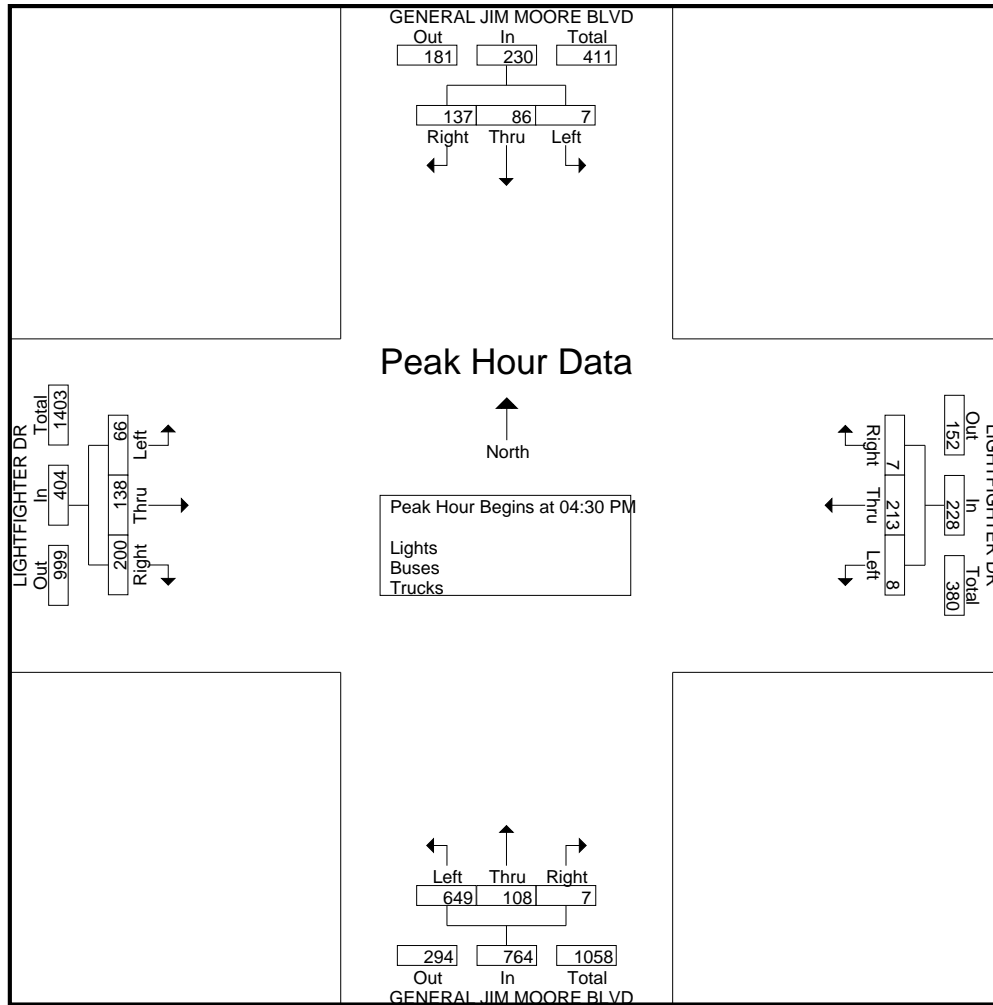 GENERAL JIM MOORE BLVD
Out In Total
181 230 411
137 86 7
Right Thru Left
Peak Hour Data
North
Peak Hour Begins at 04:30 PM
Lights
Buses
Trucks
LIGHTFIGHTER DR
Total In Out
1403 404 999
66 138 200
Left Thru Right
LIGHTFIGHTER DR
Out In Total
152 228 380
Right Thru Left
7 213 8
Left Thru Right
649 108 7
294 764 1058
Out In Total
GENERAL JIM MOORE BLVD